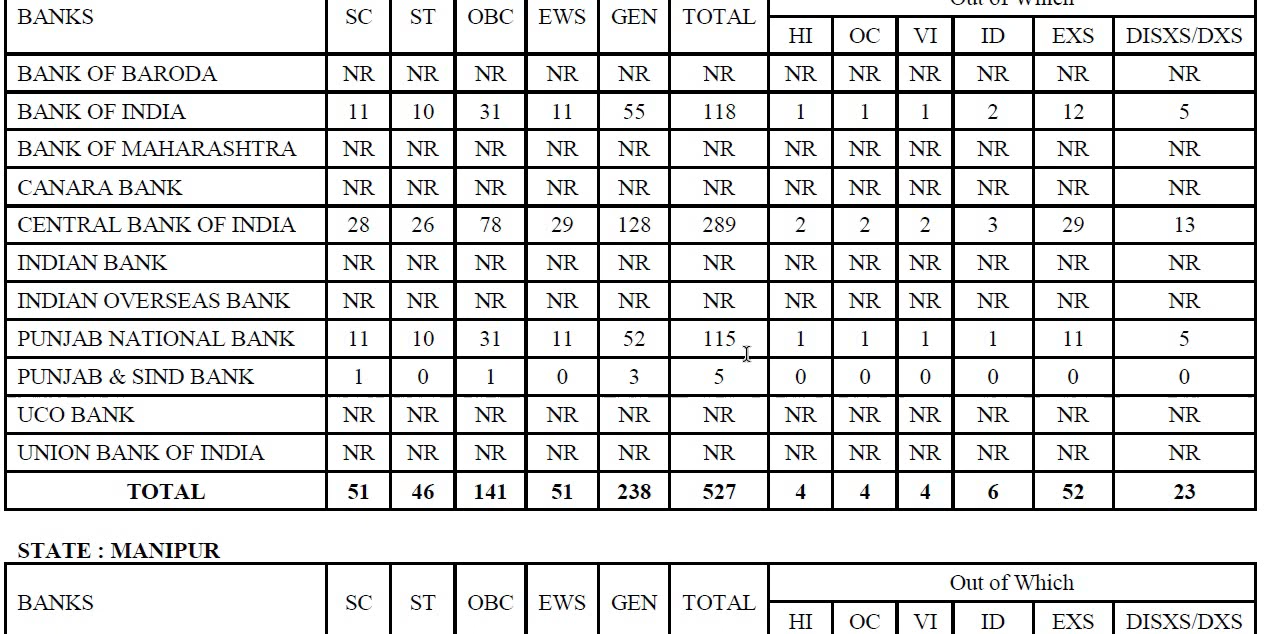 Out of Which
BANKS SC ST OBC EWS GEN TOTAL
HI OC VI ID EXS DISXS/DXS
BANK OF BARODA NR NR NR NR NR NR NR NR NR NR NR NR
BANK OF INDIA 11 10 31 11 55 118 1 1 1 2 12 5
BANK OF MAHARASHTRA NR NR NR NR NR NR NR NR NR NR NR NR
CANARA BANK NR NR NR NR NR NR NR NR NR NR NR NR
CENTRAL BANK OF INDIA 28 26 78 29 128 289 2 2 2 3 29 13
INDIAN BANK NR NR NR NR NR NR NR NR NR NR NR NR
INDIAN OVERSEAS BANK NR NR NR NR NR NR NR NR NR NR NR NR
PUNJAB NATIONAL BANK 11 10 31 11 52 115 1 1 1 1 11 5
PUNJAB & SIND BANK 1 0 1 0 3 5 0 0 0 0 0 0
UCO BANK NR NR NR NR NR NR NR NR NR NR NR NR
UNION BANK OF INDIA NR NR NR NR NR NR NR NR NR NR NR NR
TOTAL 51 46 141 51 238 527 4 4 4 6 52 23
STATE : MANIPUR
Out of Which
BANKS SC ST OBC EWS GEN TOTAL
HI OC VI ID EXS DISXS/DXS